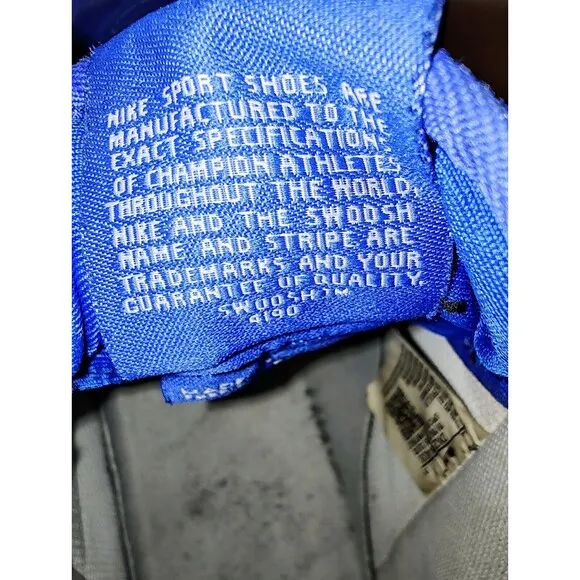 NIKE SPORT SHOES ARE
MANUFACTURED TO THE
EXACT SPECIFICATIONS
OF CHAMPION ATHLETES
THROUGHOUT THE WORLD.
NIKE AND THE SWOOSH
NAME AND STRIPE ARE
TRADEMARKS AND YOUR
GUARANTEE OF QUALITY.
SWOOSH TM
4190